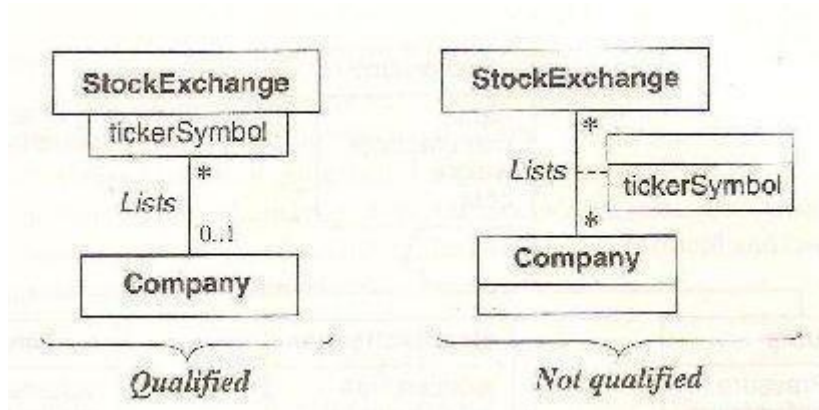 StockExchange
tickerSymbol
*
Lists
0..1
Company
Qualified
StockExchange
*
Lists
tickerSymbol
*
Company
Not qualified